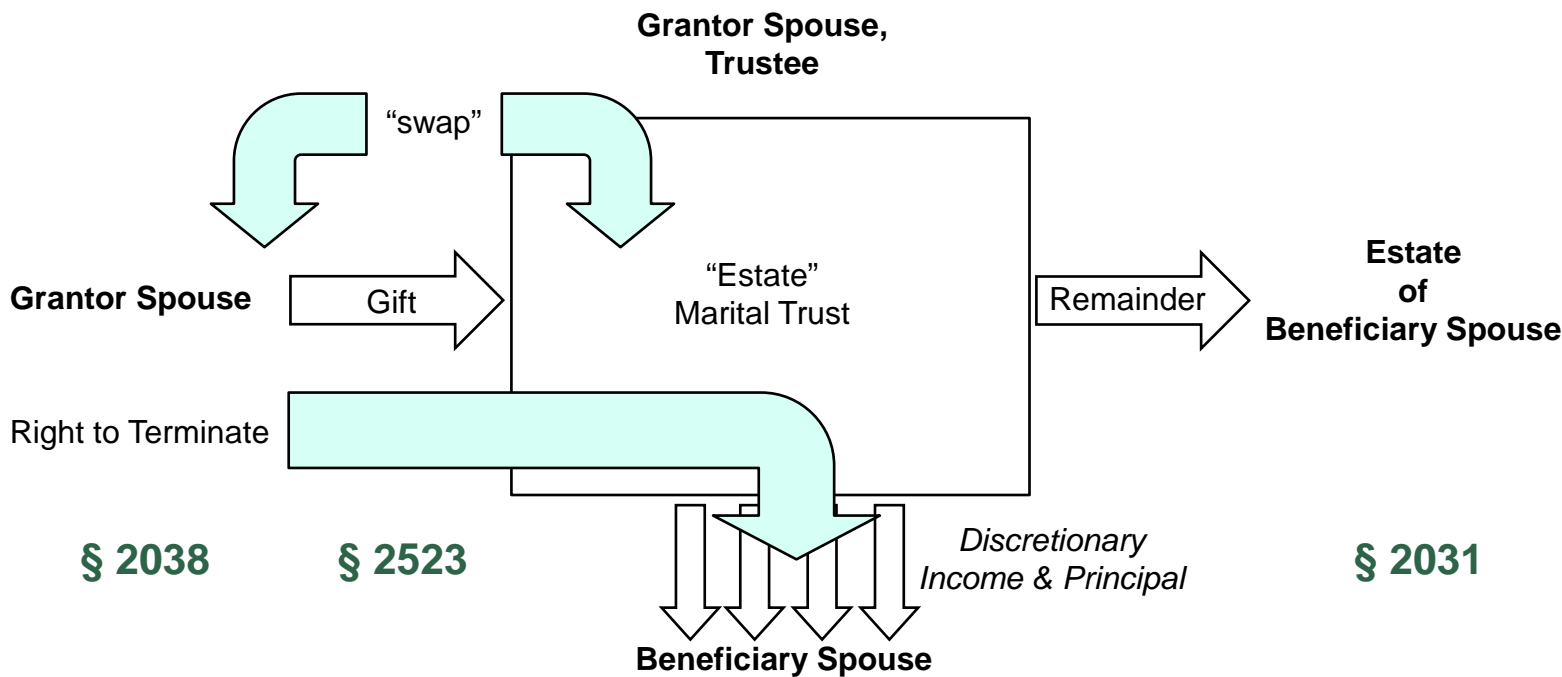 Grantor Spouse,
Trustee
“swap”
“Estate”
Marital Trust
Grantor Spouse
Gift
Remainder
Estate
of
Beneficiary Spouse
Right to Terminate
§ 2038
§ 2523
Discretionary
Income & Principal
§ 2031
Beneficiary Spouse